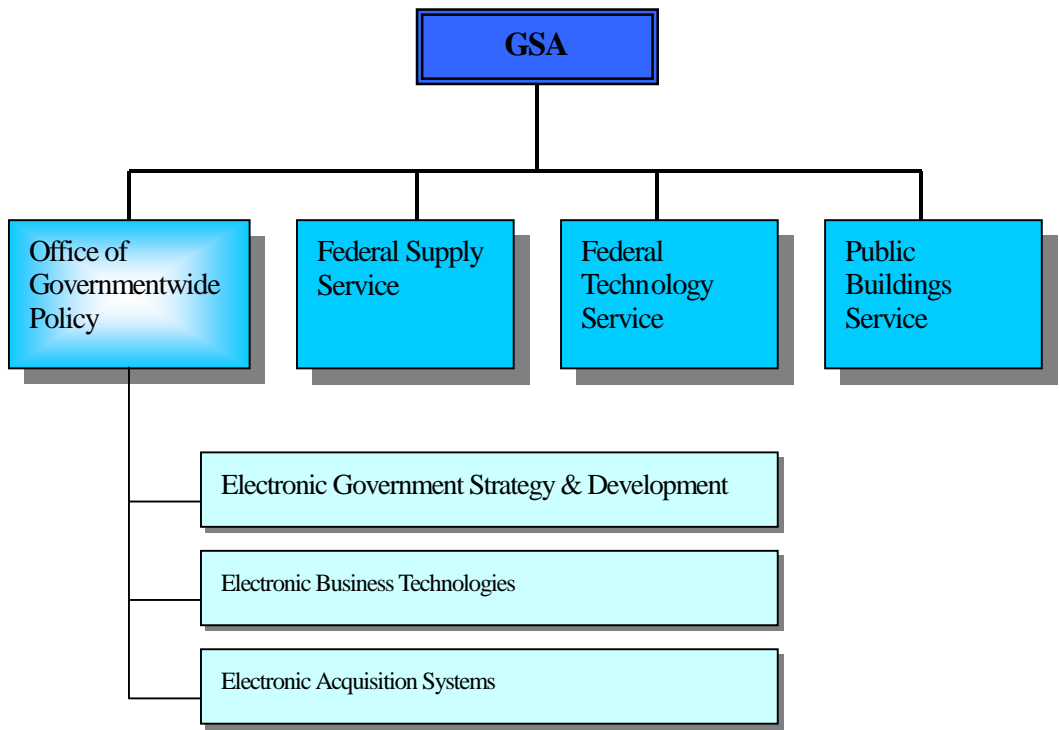 GSA
Office of
Governmentwide
Policy
Federal Supply
Service
Federal
Technology
Service
Public
Buildings
Service
Electronic Government Strategy & Development
Electronic Business Technologies
Electronic Acquisition Systems